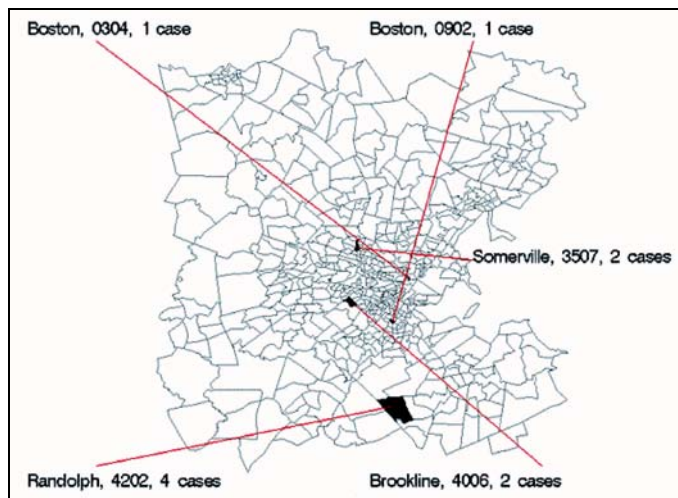 Boston, 0304, 1 case
Boston, 0902, 1 case
Somerville, 3507, 2 cases
Randolph, 4202, 4 cases
Brookline, 4006, 2 cases